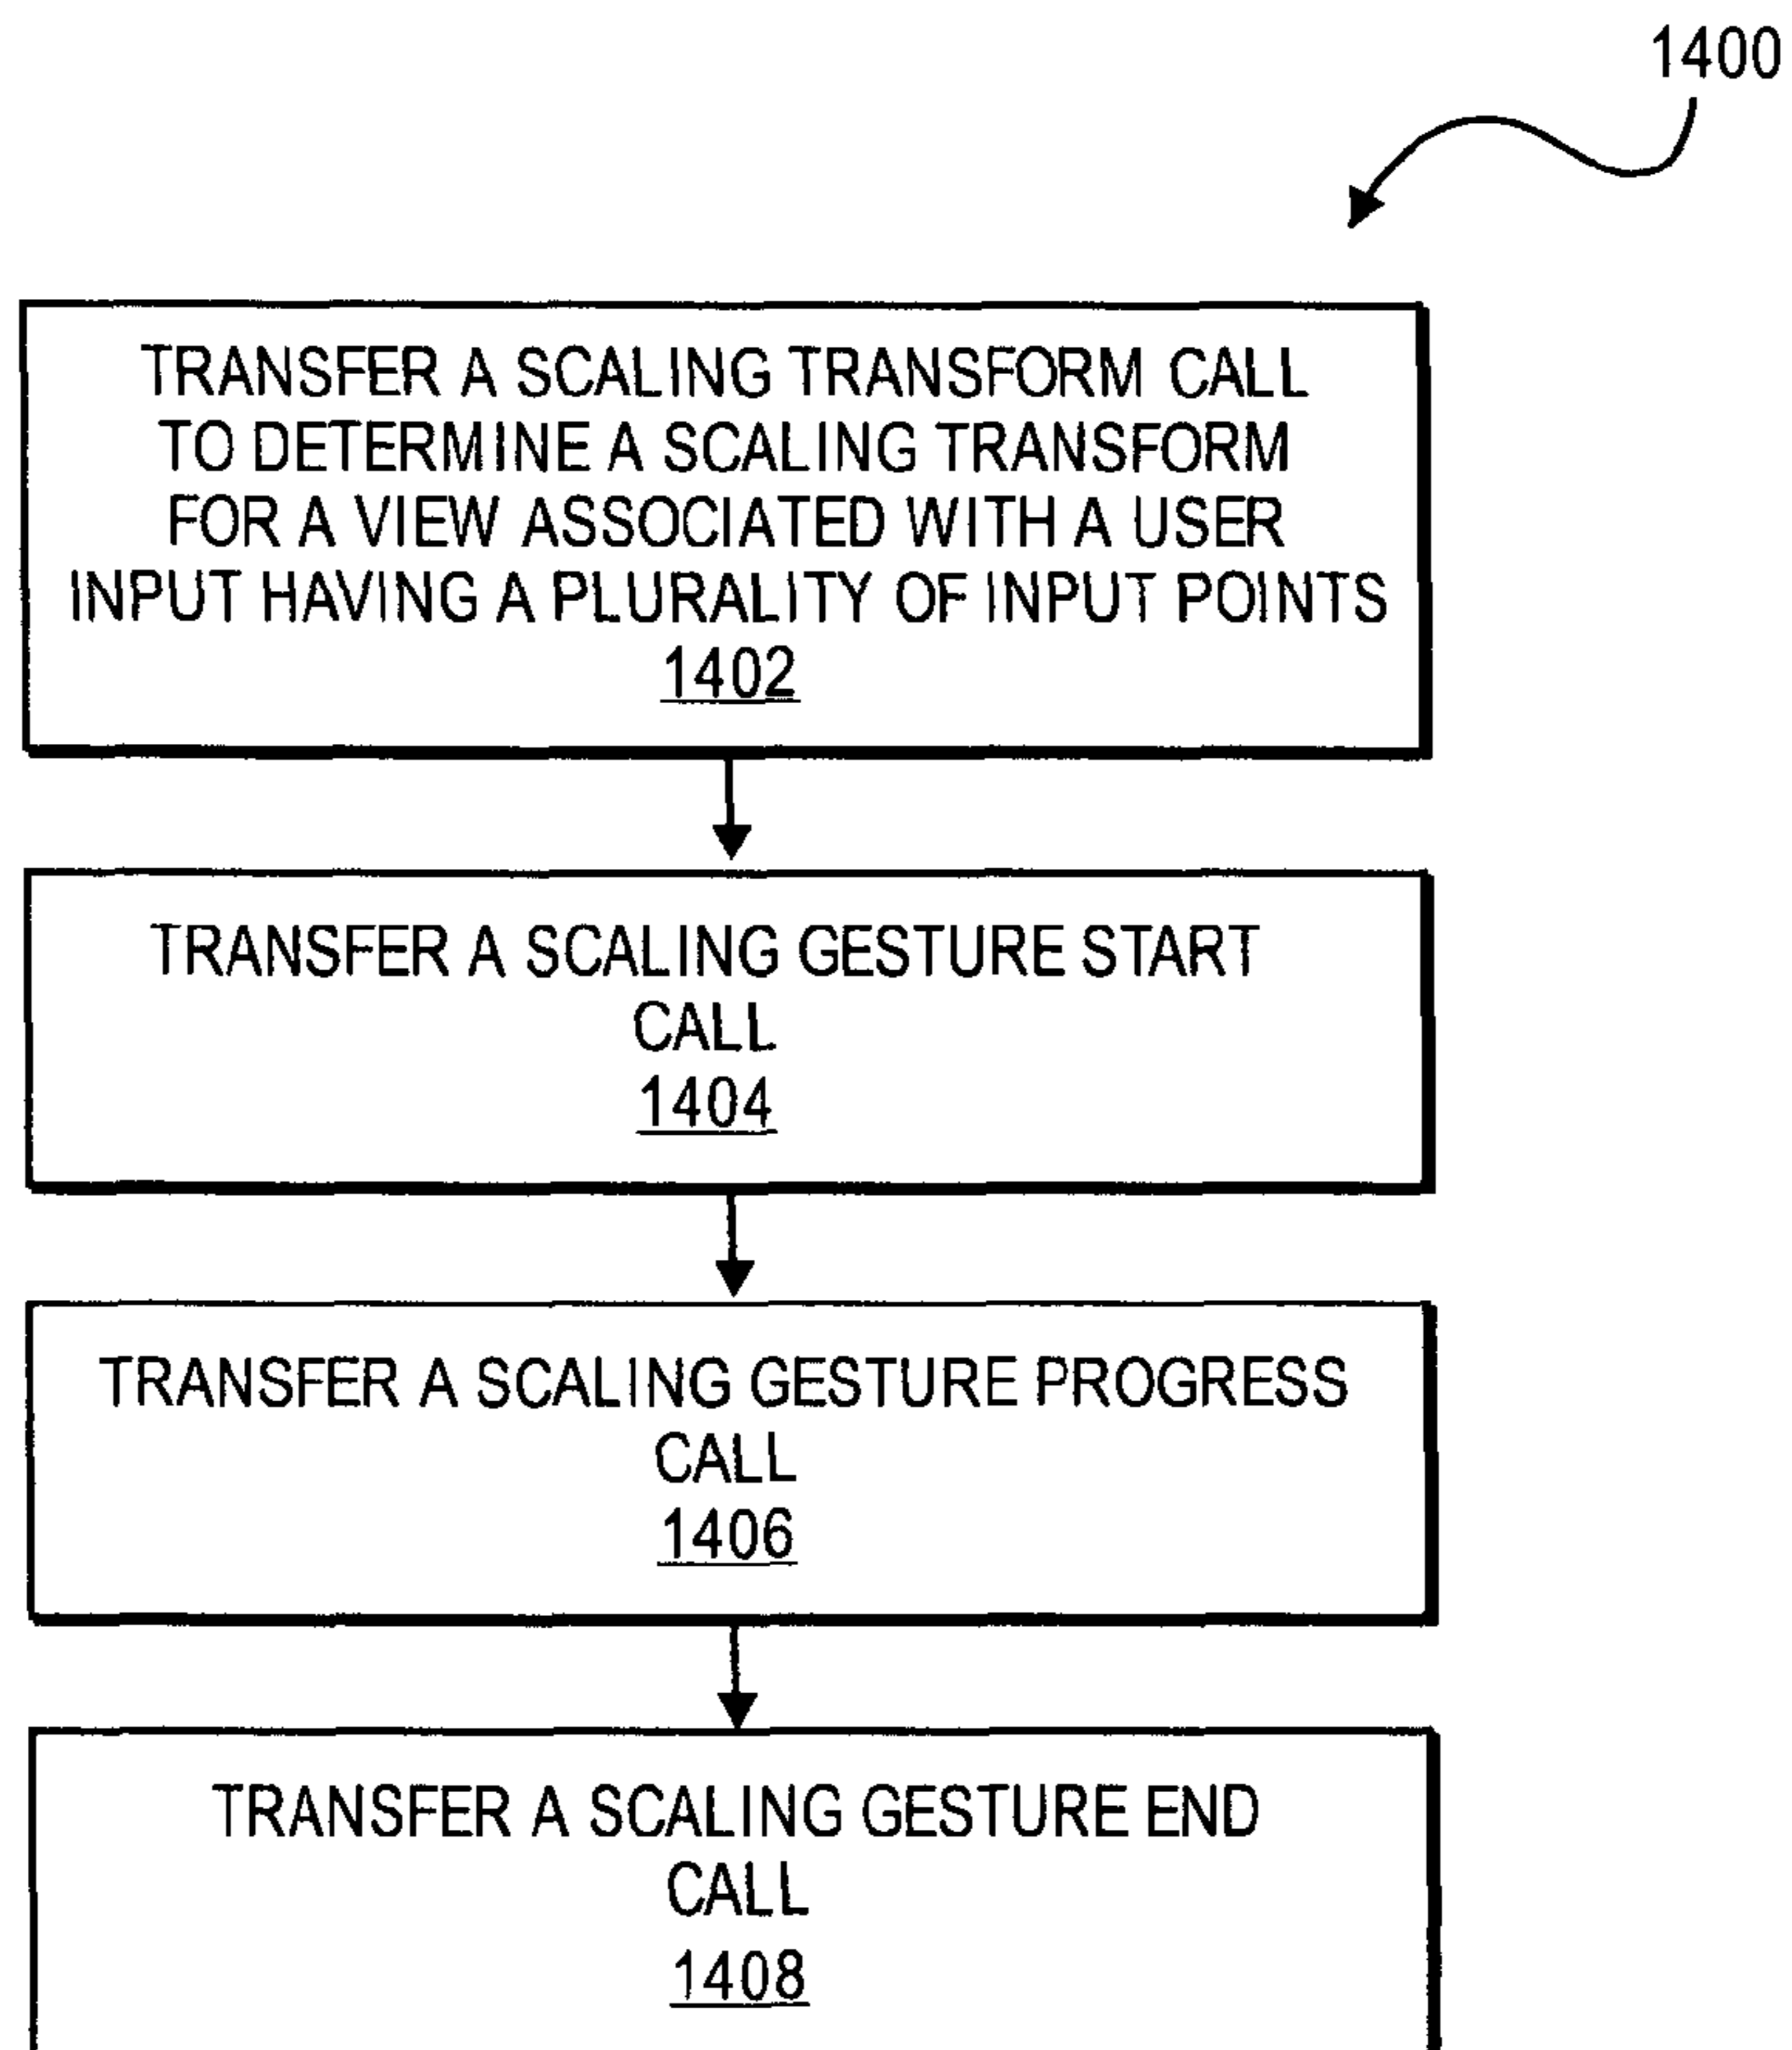 1400
TRANSFER A SCALING TRANSFORM CALL
TO DETERMINE A SCALING TRANSFORM
FOR A VIEW ASSOCIATED WITH A USER
INPUT HAVING A PLURALITY OF INPUT POINTS
1402
TRANSFER A SCALING GESTURE START
CALL
1404
TRANSFER A SCALING GESTURE PROGRESS
CALL
1406
TRANSFER A SCALING GESTURE END
CALL
1408